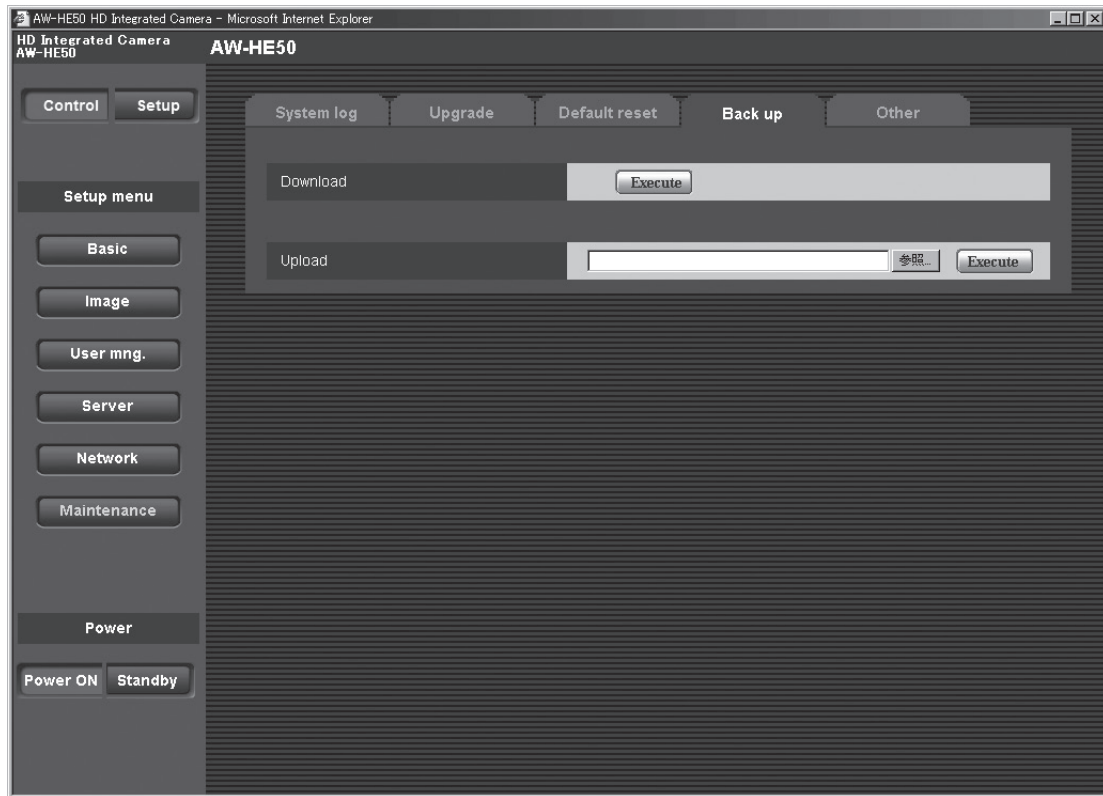 AW-HE50 HD Integrated Camera - Microsoft Internet Explorer
HD Integrated Camera
AW-HE50
AW-HE50
Control Setup
System log Upgrade Default reset Back up Other
Download Execute
Setup menu
Basic
Upload 参照... Execute
Image
User mng.
Server
Network
Maintenance
Power
Power ON Standby